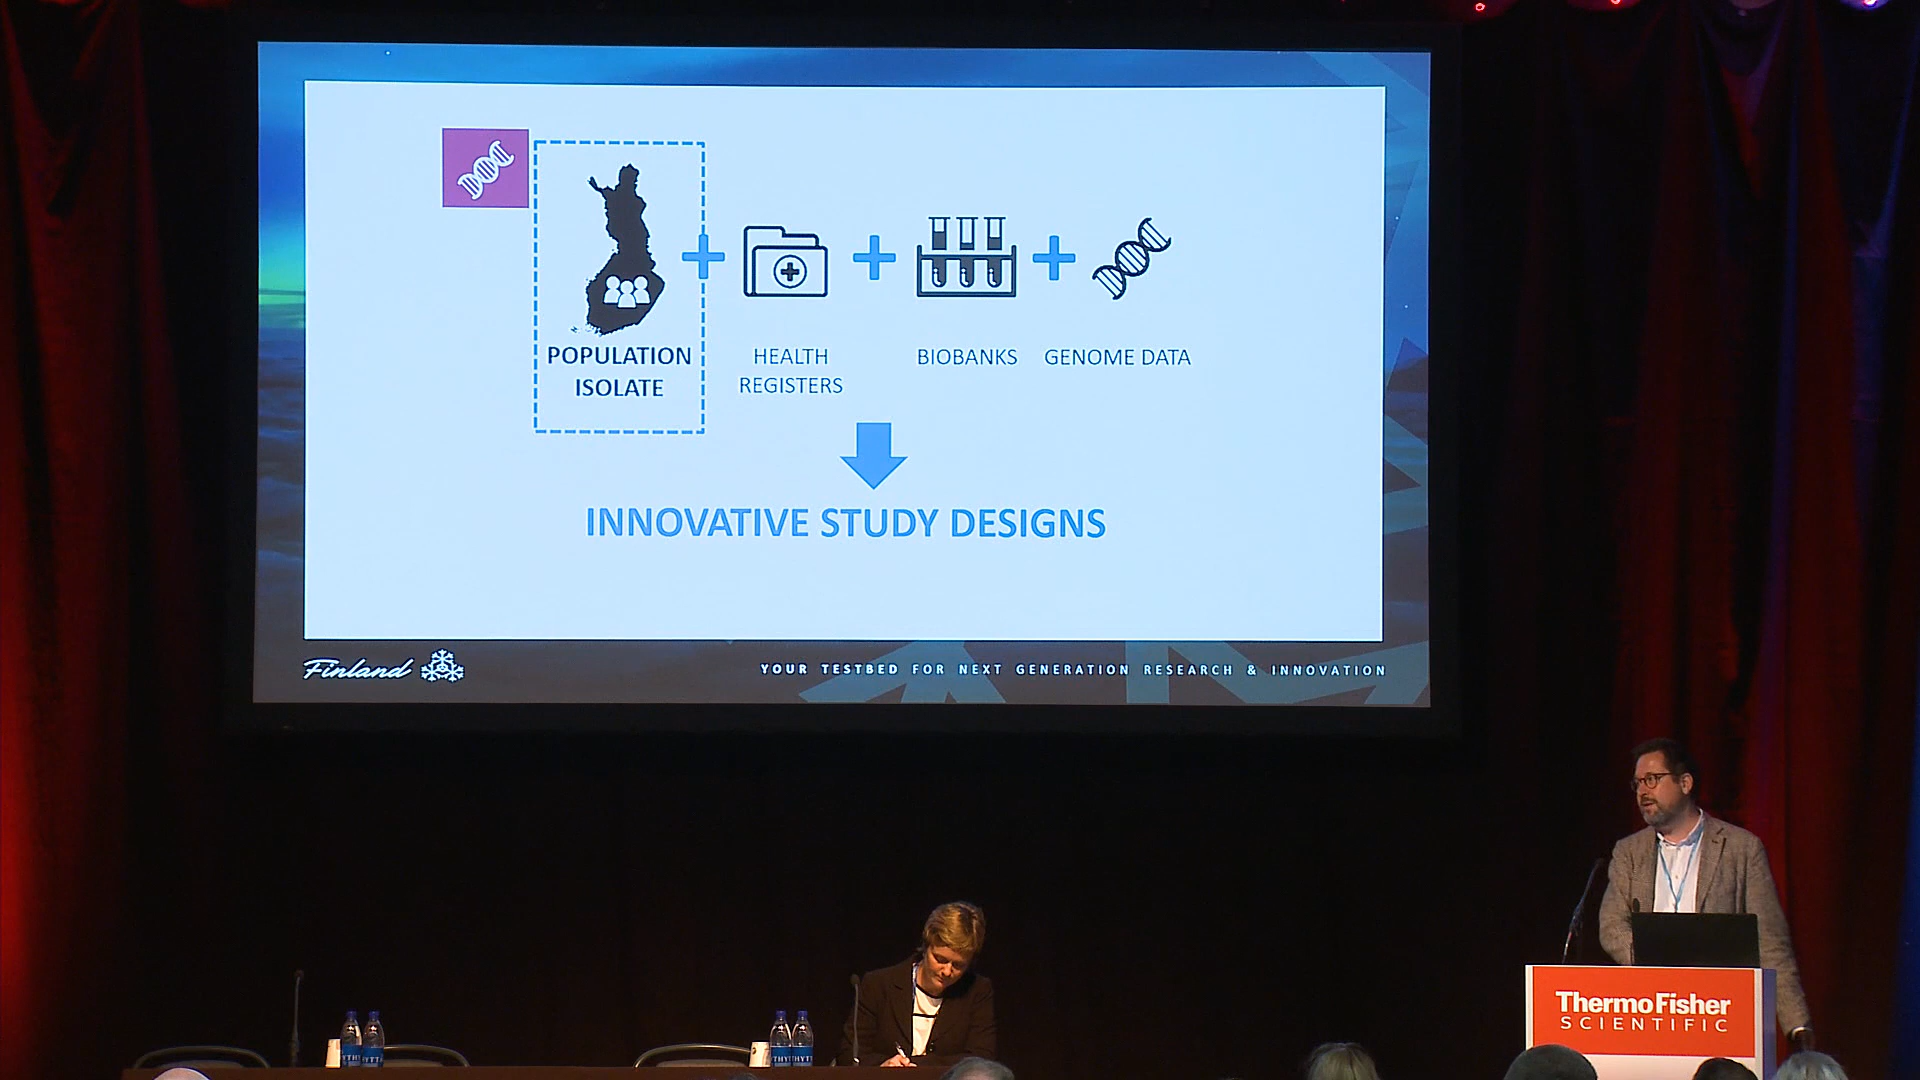 POPULATION
ISOLATE
HEALTH
REGISTERS
BIOBANKS
GENOME DATA
INNOVATIVE STUDY DESIGNS
Finland
YOUR TESTBED FOR NEXT GENERATION RESEARCH & INNOVATION
ThermoFisher
SCIENTIFIC